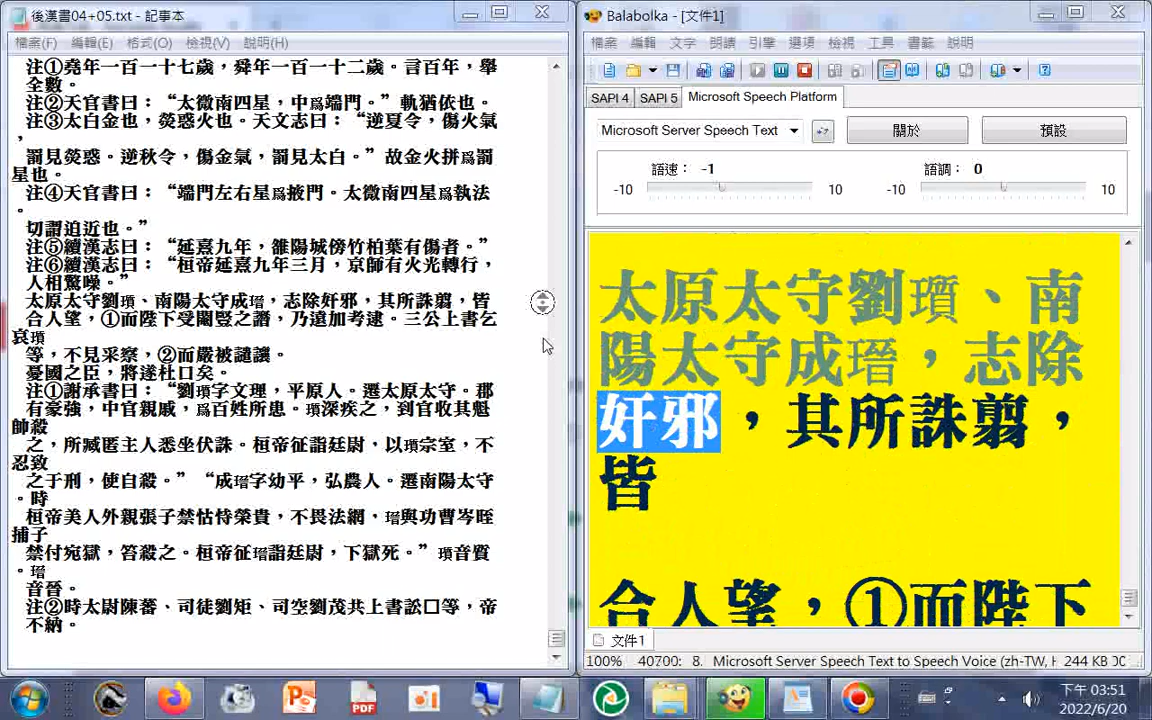 後漢書04+05.txt - 記事本
檔案(F) 編輯(E) 格式(O) 檢視(V) 說明(H)
注①堯年一百一十七歲，舜年一百一十二歲。言百年，舉
全數。
注②天官書曰：“太微南四星，中爲端門。”軌猶依也。
注③太白金也，熒惑火也。天文志曰：“逆夏令，傷火氣
，
罰見熒惑。逆秋令，傷金氣，罰見太白。”故金火拼爲罰
星也。
注④天官書曰：“端門左右星爲掖門。太微南四星爲執法
。
切謂迫近也。”
注⑤續漢志曰：“延熹九年，雒陽城傍竹柏葉有傷者。”
注⑥續漢志曰：“桓帝延熹九年三月，京師有火光轉行，
人相驚噪。”
太原太守劉瓆、南陽太守成瑨，志除奸邪，其所誅翦，皆
合人望，①而陛下受閹豎之譖，乃遠加考逮。三公上書乞
哀瓆
等，不見采察，②而嚴被譴讓。
憂國之臣，將遂杜口矣。
注①謝承書曰：“劉瓆字文理，平原人。遷太原太守。郡
有豪強，中官親戚，爲百姓所患。瓆深疾之，到官收其魁
帥殺
之，所臧匿主人悉坐伏誅。桓帝征詣廷尉，以瓆宗室，不
忍致
之于刑，使自殺。”“成瑨字幼平，弘農人。遷南陽太守
。時
桓帝美人外親張子禁怙恃榮貴，不畏法網，瑨與功曹岑晊
捕子
禁付宛獄，笞殺之。桓帝征瑨詣廷尉，下獄死。”瓆音質
。瑨
音晉。
注②時太尉陳蕃、司徒劉矩、司空劉茂共上書訟囗等，帝
不納。
Balabolka - [文件1]
檔案 編輯 文字 朗讀 引擎 選項 檢視 工具 書籤 說明
SAPI 4 SAPI 5 Microsoft Speech Platform
Microsoft Server Speech Text 關於 預設
語速： -1 語調： 0
-10 10 -10 10
太原太守劉瓆、南
陽太守成瑨，志除
奸邪，其所誅翦，
皆
合人望，①而陛下
文件1
100% 40700: 8. Microsoft Server Speech Text to Speech Voice (zh-TW, 244 KB
下午 03:51
2022/6/20